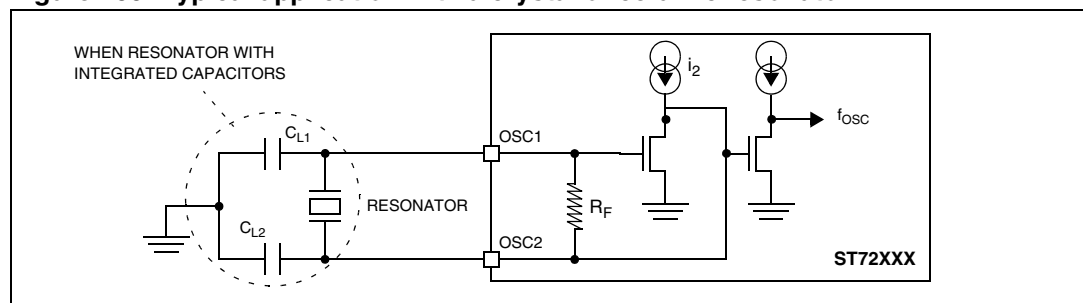 WHEN RESONATOR WITH
INTEGRATED CAPACITORS
i2
fOSC
CL1
OSC1
RESONATOR
RF
CL2
OSC2
ST72XXX